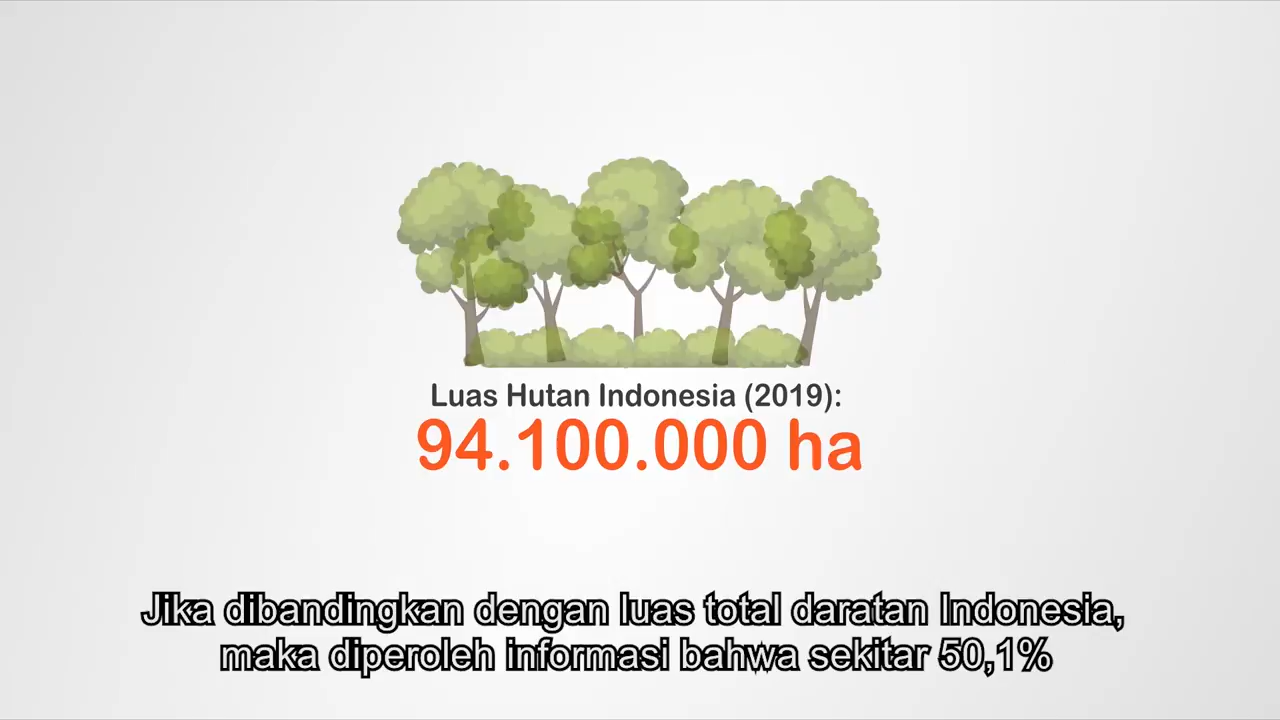 Luas Hutan Indonesia (2019):
94.100.000 ha
Jika dibandingkan dengan luas total daratan Indonesia,
maka diperoleh informasi bahwa sekitar 50,1%